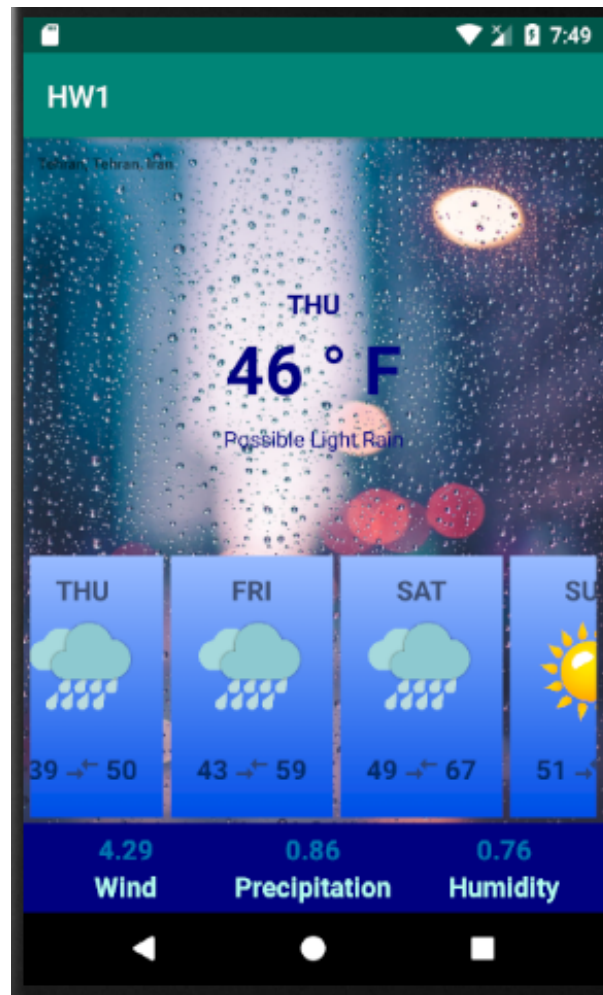 7:49
HW1
Tehran, Tehran, Iran
THU
46 ° F
Possible Light Rain
THU FRI SAT SU
39 50 43 59 49 67 51
4.29 0.86 0.76
Wind Precipitation Humidity